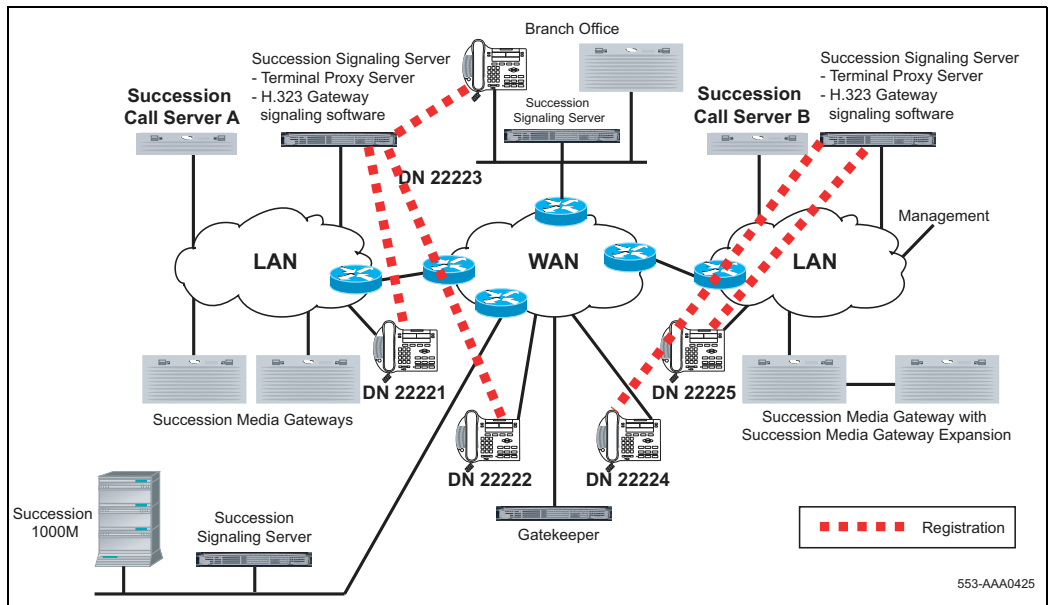 Branch Office
Succession Signaling Server
- Terminal Proxy Server
- H.323 Gateway
signaling software
Succession
Call Server A
Succession
Signaling Server
Succession
Call Server B
Succession Signaling Server
- Terminal Proxy Server
- H.323 Gateway
signaling software
DN 22223
Management
LAN
WAN
LAN
DN 22221
DN 22225
Succession Media Gateways
Succession Media Gateway with
Succession Media Gateway Expansion
DN 22222
DN 22224
Succession
1000M
Succession
Signaling Server
Gatekeeper
Registration
553-AAA0425